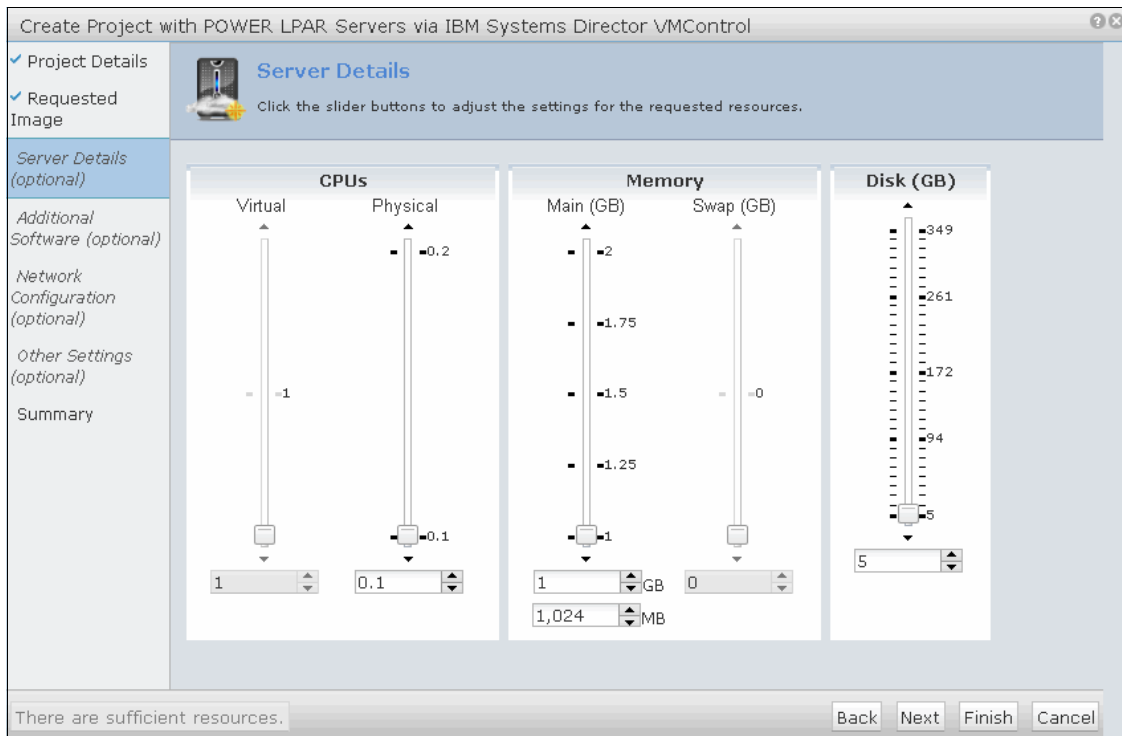 Create Project with POWER LPAR Servers via IBM Systems Director VMControl
Project Details
Requested
Image
Server Details
(optional)
Additional
Software (optional)
Network
Configuration
(optional)
Other Settings
(optional)
Summary
Server Details
Click the slider buttons to adjust the settings for the requested resources.
CPUs
Virtual
Physical
1
0.2
0.1
1
0.1
Memory
Main (GB)
Swap (GB)
2
1.75
1.5
1.25
1
0
1 GB
0
1,024 MB
Disk (GB)
349
261
172
94
5
5
There are sufficient resources.
Back
Next
Finish
Cancel